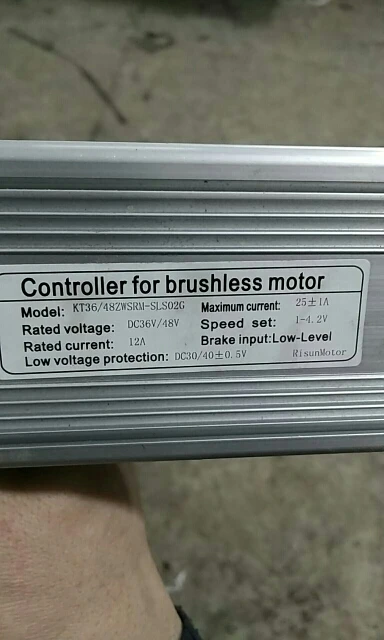 Controller for brushless motor
Model: KT36/48ZWSRM-SLS02G Maximum current: 25±1A
Rated voltage: DC36V/48V Speed set: 1-4.2V
Rated current: 12A Brake input:Low-Level
Low voltage protection: DC30/40±0.5V RisunMotor